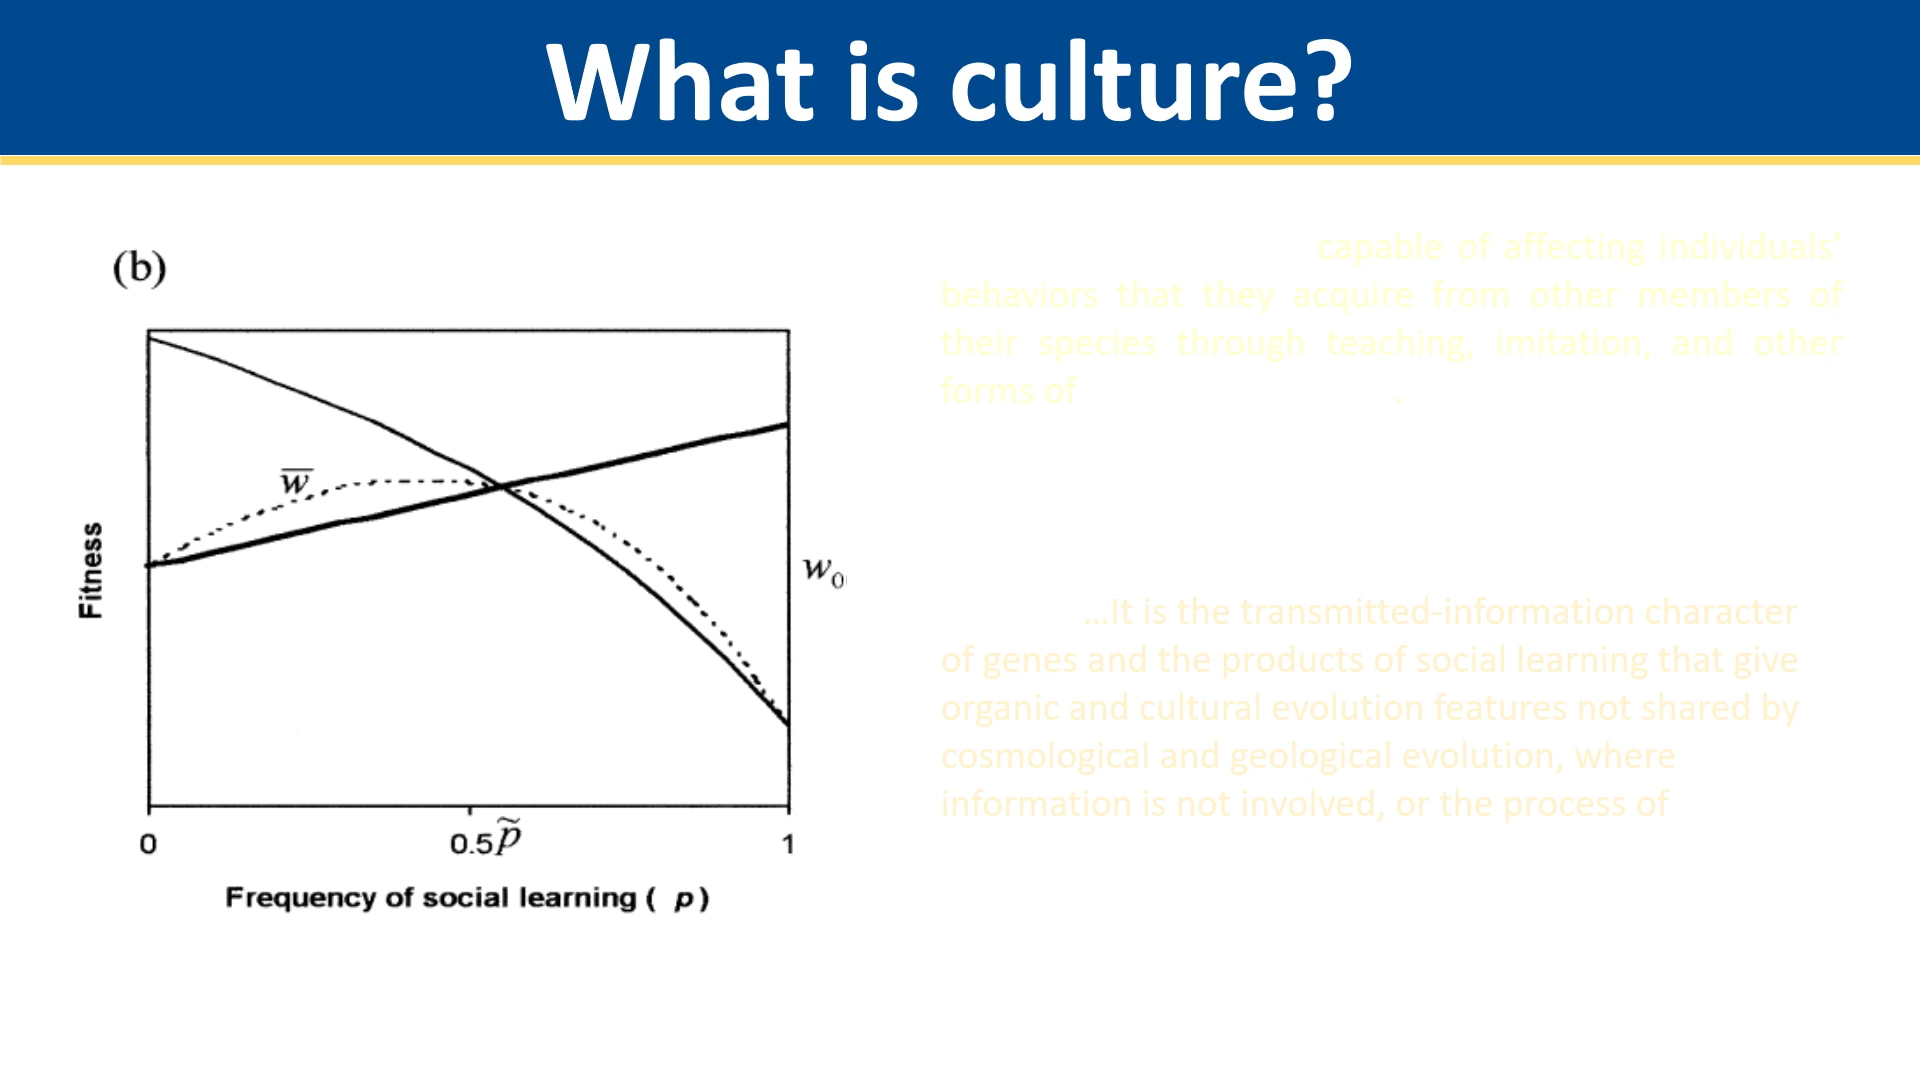 What is culture?
(b)
w̅
Fitness
w₀
0 0.5 p̃ 1
Frequency of social learning ( p )
capable of affecting individuals’
behaviors that they acquire from other members of
their species through teaching, imitation, and other
forms of .
…It is the transmitted-information character
of genes and the products of social learning that give
organic and cultural evolution features not shared by
cosmological and geological evolution, where
information is not involved, or the process of